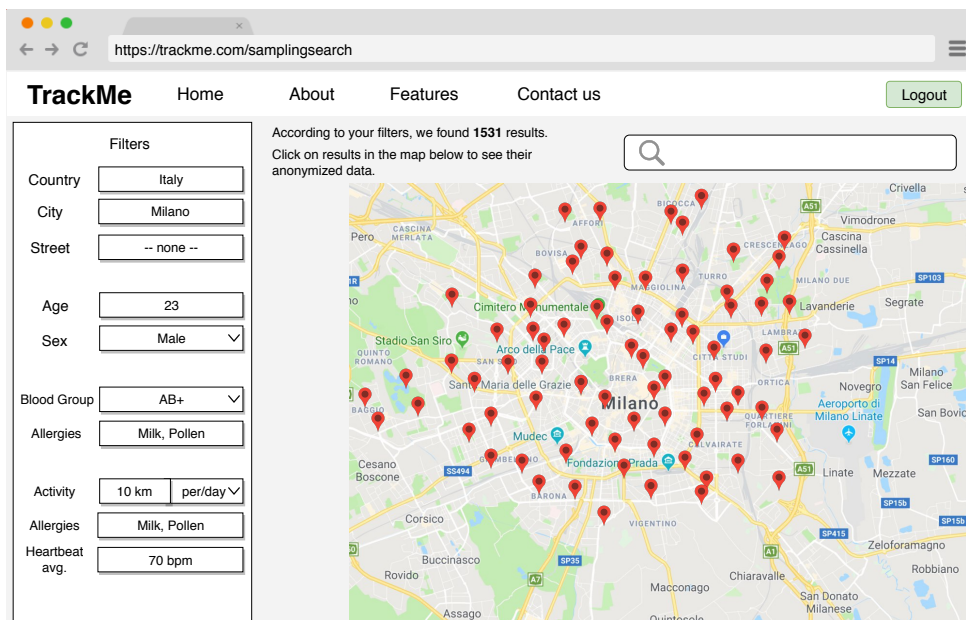 ×
https://trackme.com/samplingsearch
TrackMe Home About Features Contact us Logout
Filters
Country Italy
City Milano
Street -- none --
Age 23
Sex Male
Blood Group AB+
Allergies Milk, Pollen
Activity 10 km per/day
Allergies Milk, Pollen
Heartbeat
avg. 70 bpm
According to your filters, we found 1531 results.
Click on results in the map below to see their
anonymized data.
Crivella
BICOCCA
A51
Vimodrone
AFFORI
CASCINA
MERLATA
Pero
CRESCENZAGO
Cascina
Cassinella
BOVISA
TURRO
MILANO DUE
SP103
MAGGIOLINA
Cimitero Monumentale
Lavanderie
Segrate
ISOLA
LAMBRATE
Stadio San Siro
Arco della Pace
CITTÀ STUDI
A51
QUINTO
ROMANO
SAN SIRO
SP14
Santa Maria delle Grazie
BRERA
ORTICA
Novegro
Milano
San Felice
Milano
Aeroporto di
Milano Linate
BAGGIO
QUARTIERE
FORLANINI
San Bovio
Mudec
CALVAIRATE
Cesano
Boscone
SS494
GIAMBELLINO
Fondazione Prada
A51
Linate
Mezzate
SP160
BARONA
SP15b
Corsico
VIGENTINO
SP15b
SP415
Zeloforamagno
Buccinasco
SP35
A1
Robbiano
Rovido
A7
Chiaravalle
Macconago
San Donato
Milanese
Assago
Quintosole